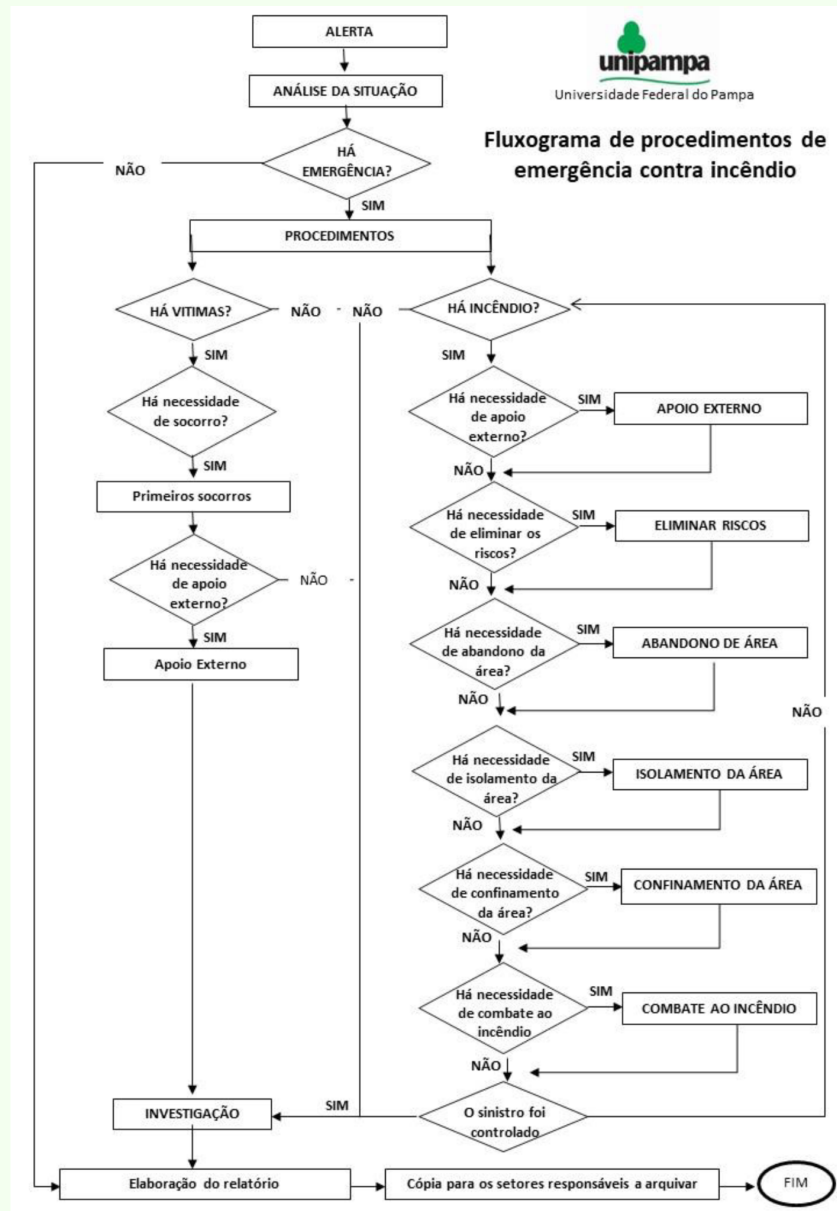 ALERTA
unipampa
Universidade Federal do Pampa
ANÁLISE DA SITUAÇÃO
Fluxograma de procedimentos de
emergência contra incêndio
HÁ
EMERGÊNCIA?
NÃO
SIM
PROCEDIMENTOS
HÁ VITIMAS?
NÃO
NÃO
HÁ INCÊNDIO?
SIM
SIM
Há necessidade
de socorro?
Há necessidade
de apoio
externo?
SIM
APOIO EXTERNO
SIM
NÃO
Primeiros socorros
Há necessidade
de eliminar os
riscos?
SIM
ELIMINAR RISCOS
Há necessidade
de apoio
externo?
NÃO
NÃO
SIM
Apoio Externo
Há necessidade
de abandono da
área?
SIM
ABANDONO DE ÁREA
NÃO
NÃO
Há necessidade
de isolamento da
área?
SIM
ISOLAMENTO DA ÁREA
NÃO
Há necessidade
de confinamento
da área?
SIM
CONFINAMENTO DA ÁREA
NÃO
Há necessidade
de combate ao
incêndio
SIM
COMBATE AO INCÊNDIO
NÃO
INVESTIGAÇÃO
SIM
O sinistro foi
controlado
Elaboração do relatório
Cópia para os setores responsáveis a arquivar
FIM